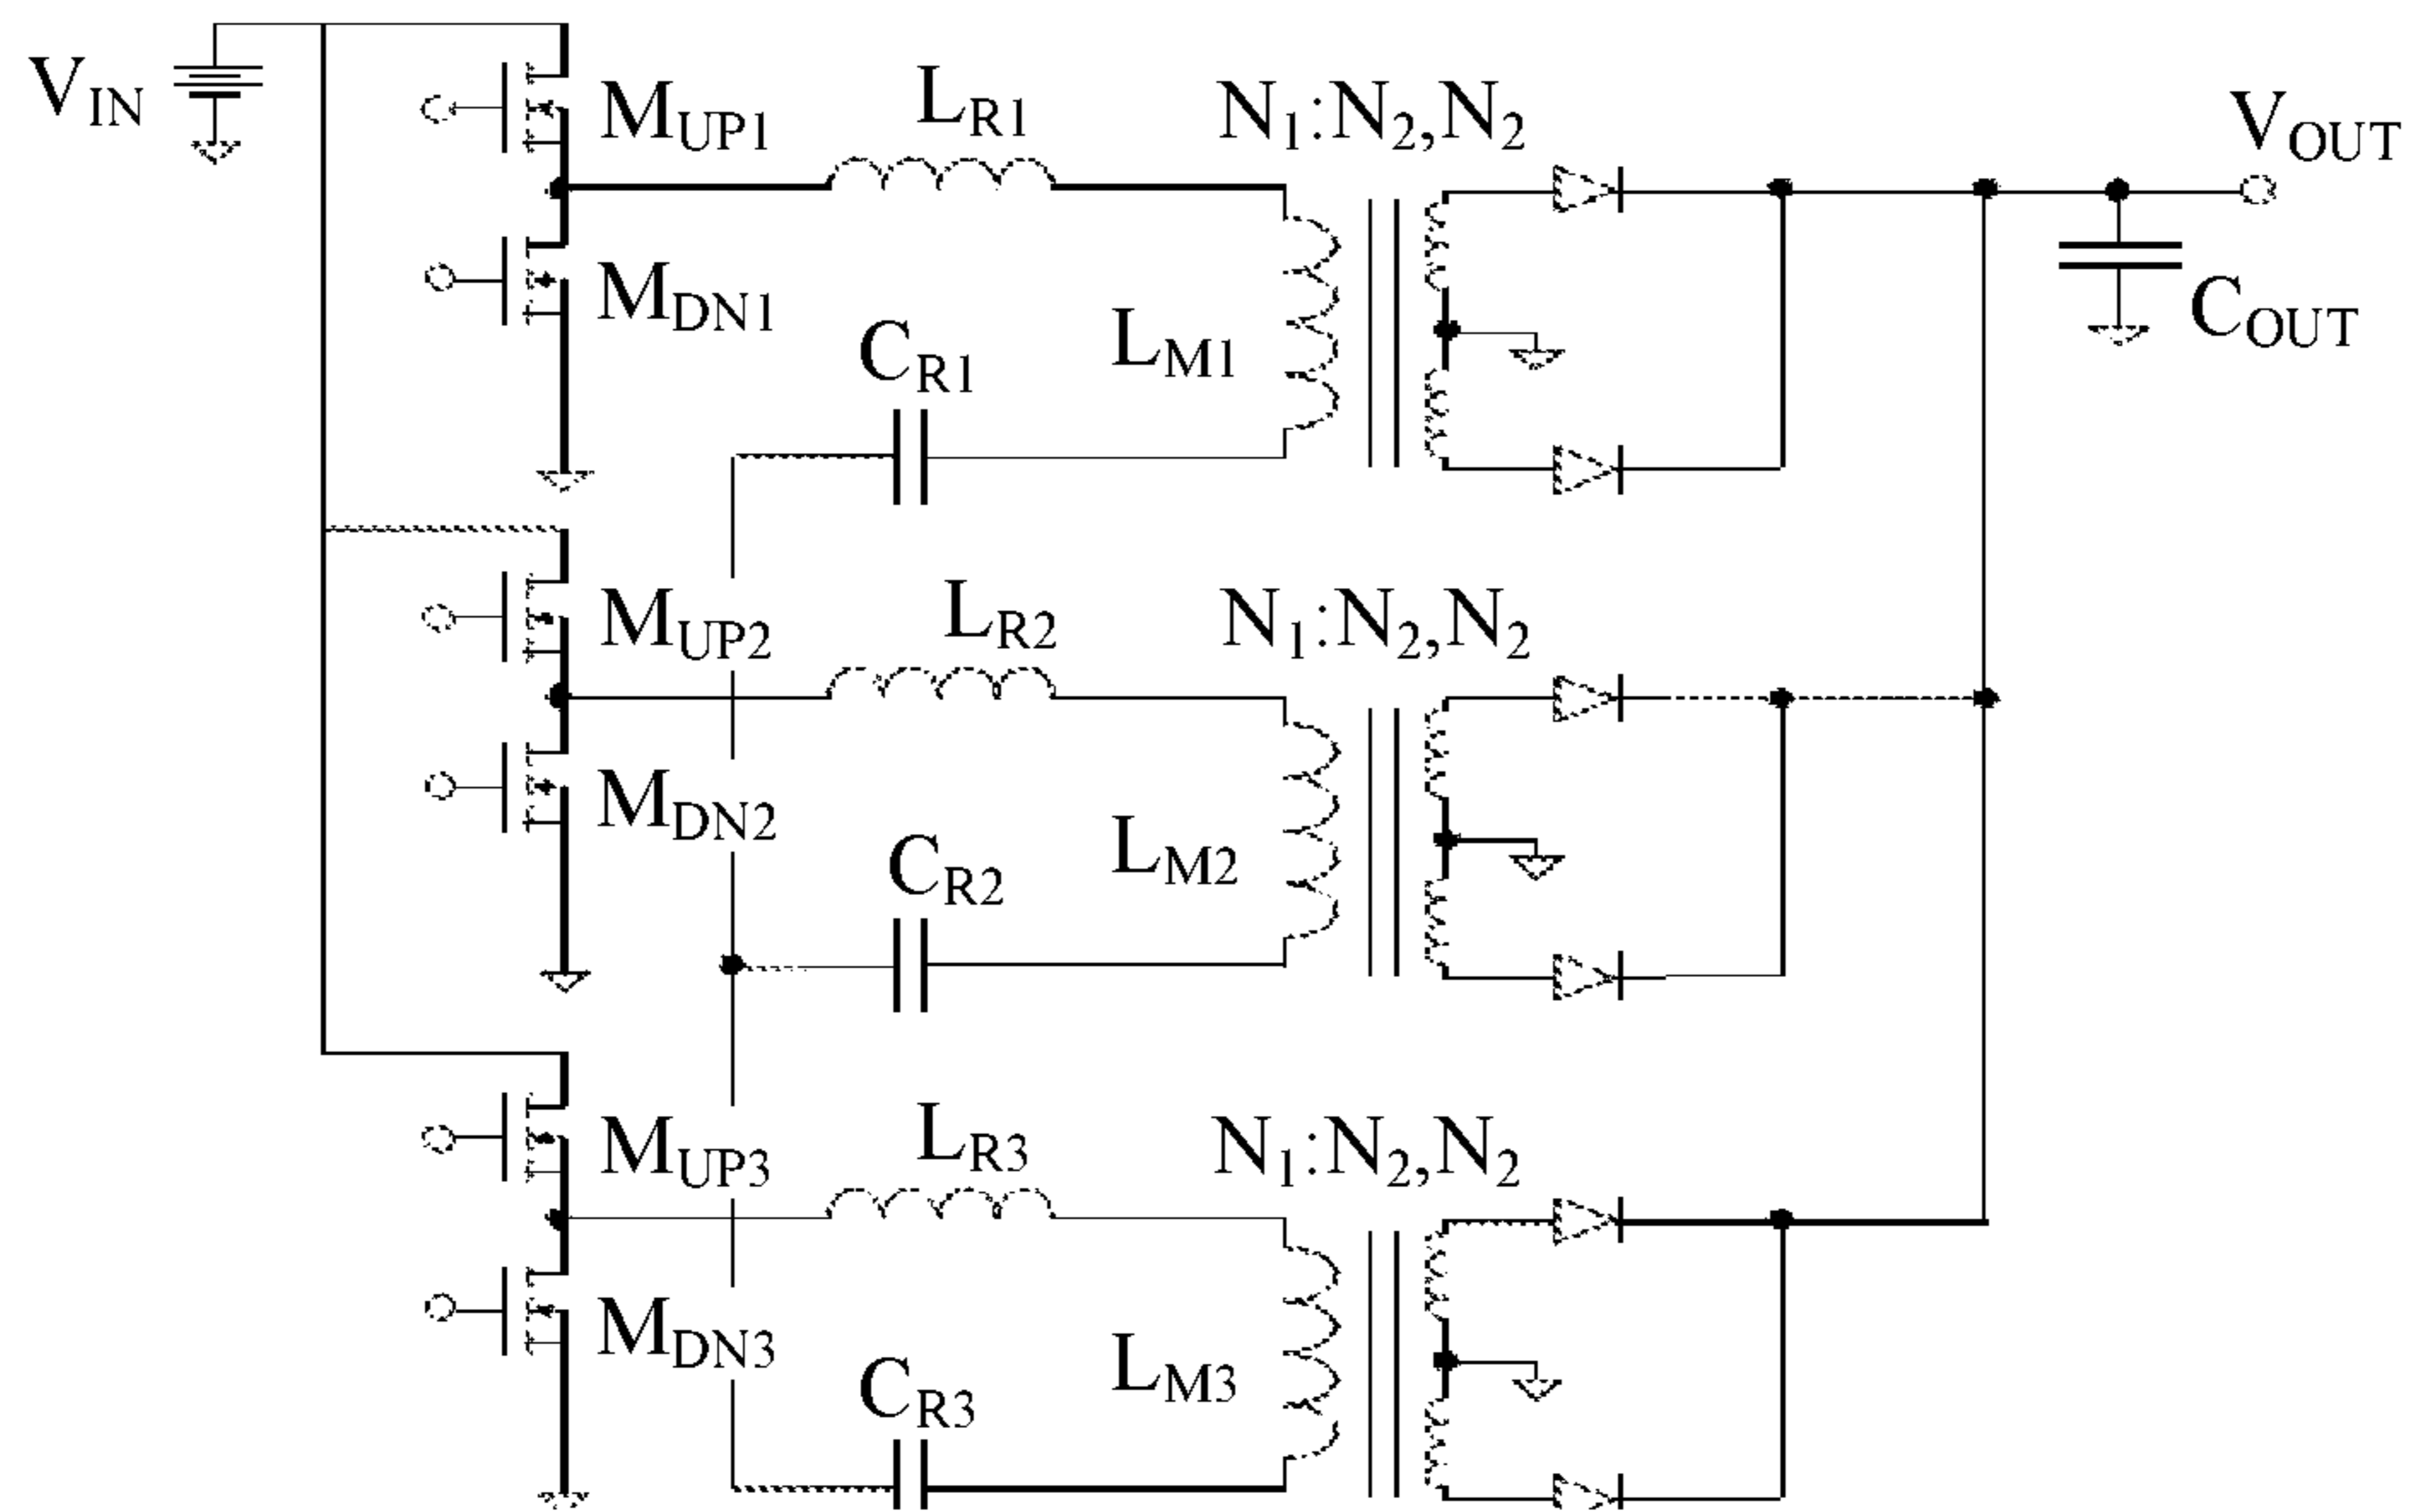 V_IN
M_UP1
L_R1
N_1:N_2,N_2
V_OUT
M_DN1
C_R1
L_M1
C_OUT
M_UP2
L_R2
N_1:N_2,N_2
M_DN2
C_R2
L_M2
M_UP3
L_R3
N_1:N_2,N_2
M_DN3
C_R3
L_M3